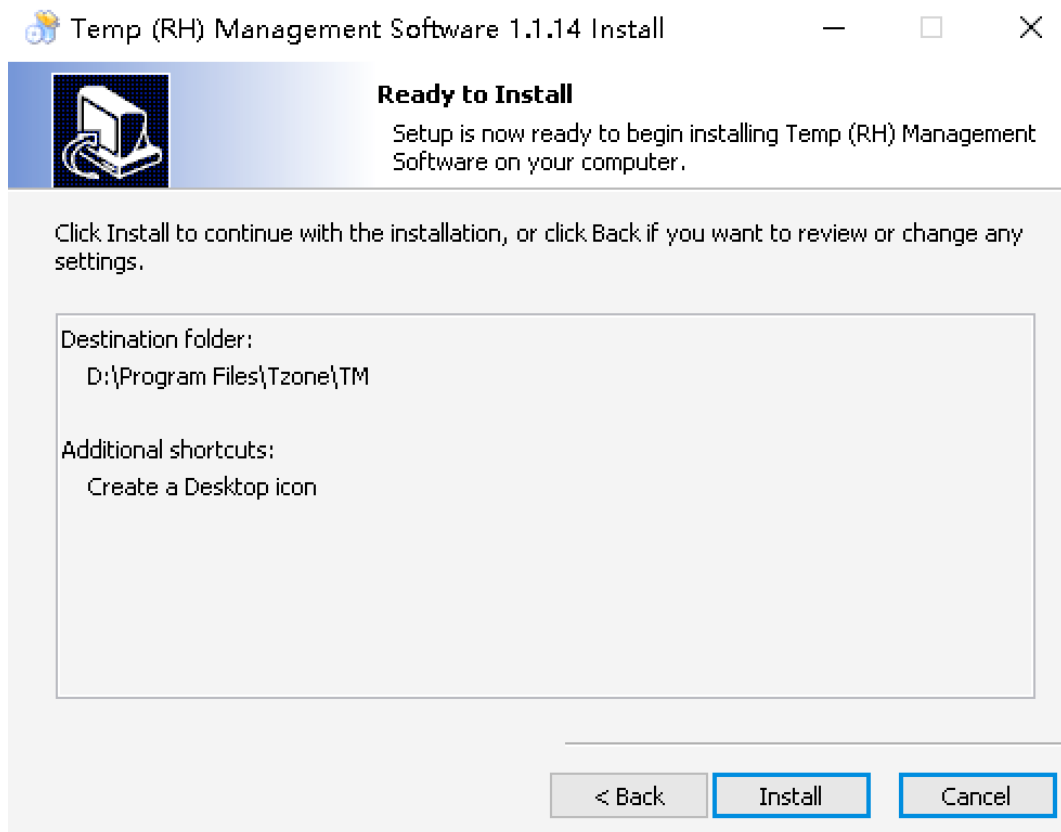 Temp (RH) Management Software 1.1.14 Install
Ready to Install
Setup is now ready to begin installing Temp (RH) Management
Software on your computer.
Click Install to continue with the installation, or click Back if you want to review or change any
settings.
Destination folder:
D:\Program Files\Tzone\TM
Additional shortcuts:
Create a Desktop icon
< Back
Install
Cancel